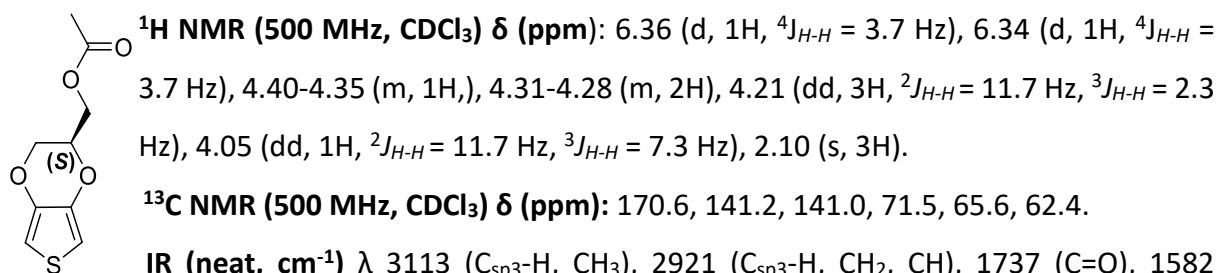 ¹H NMR (500 MHz, CDCl₃) δ (ppm): 6.36 (d, 1H, ⁴J_H-H = 3.7 Hz), 6.34 (d, 1H, ⁴J_H-H =
3.7 Hz), 4.40-4.35 (m, 1H,), 4.31-4.28 (m, 2H), 4.21 (dd, 3H, ²J_H-H = 11.7 Hz, ³J_H-H = 2.3
Hz), 4.05 (dd, 1H, ²J_H-H = 11.7 Hz, ³J_H-H = 7.3 Hz), 2.10 (s, 3H).
¹³C NMR (500 MHz, CDCl₃) δ (ppm): 170.6, 141.2, 141.0, 71.5, 65.6, 62.4.
IR (neat, cm⁻¹) λ 3113 (C_sp3-H, CH₃), 2921 (C_sp3-H, CH₂, CH), 1737 (C=O), 1582
O
O
(S)
O
O
S